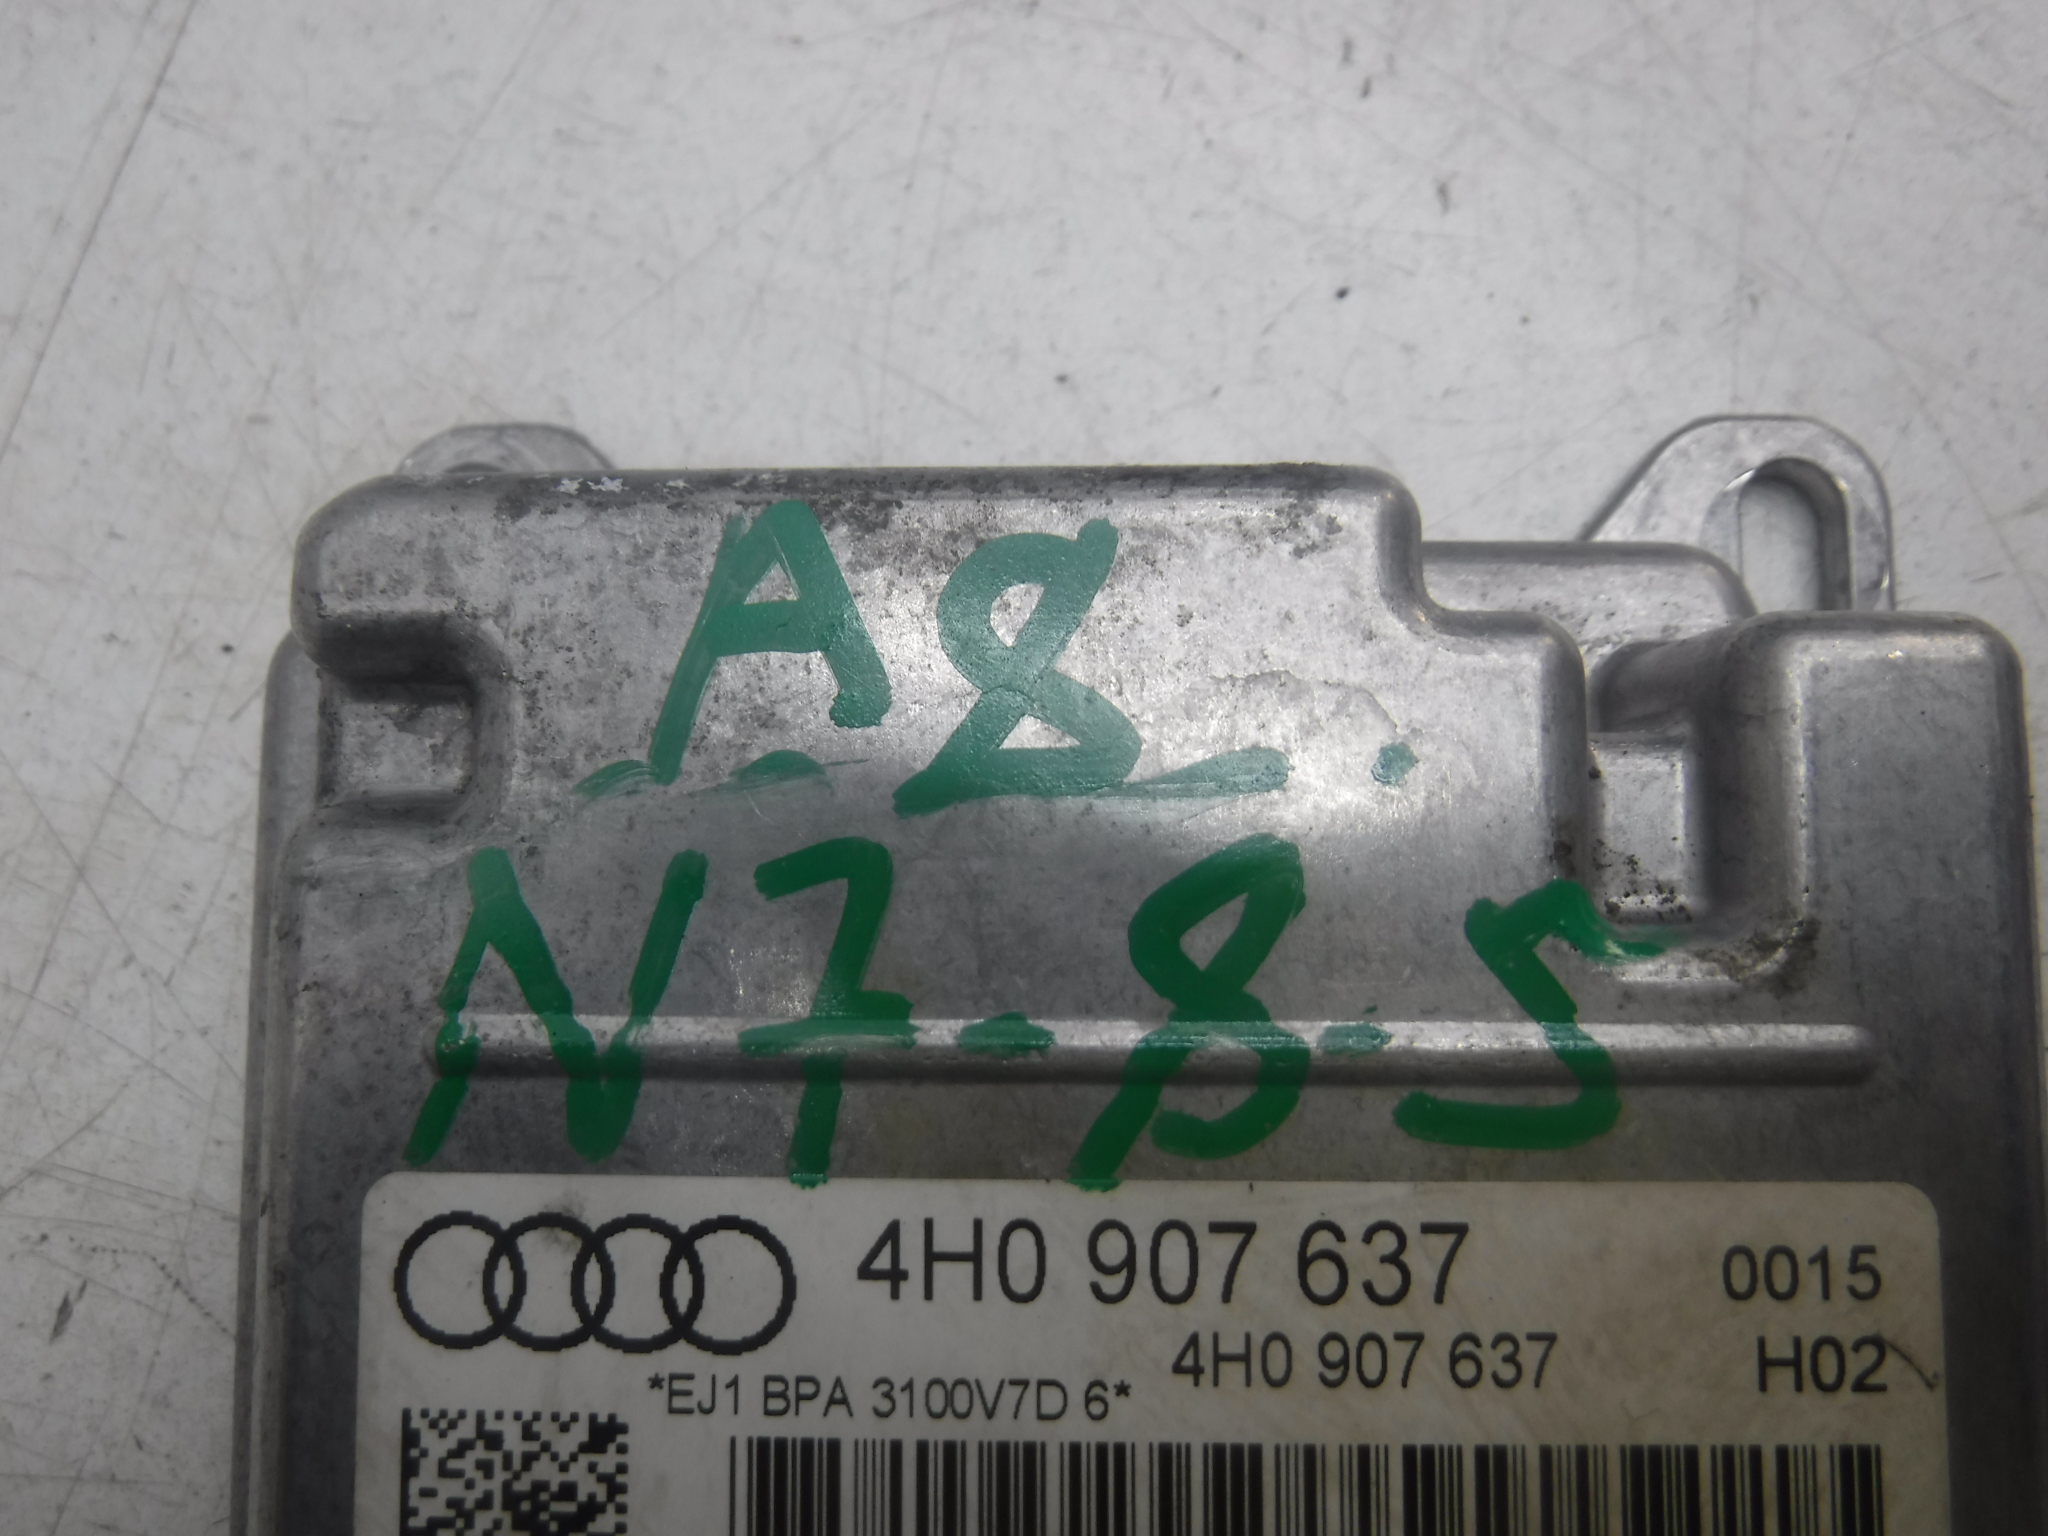 A8
N7-8-5
4H0 907 637 0015
4H0 907 637 H02
*EJ1 BPA 3100V7D 6*